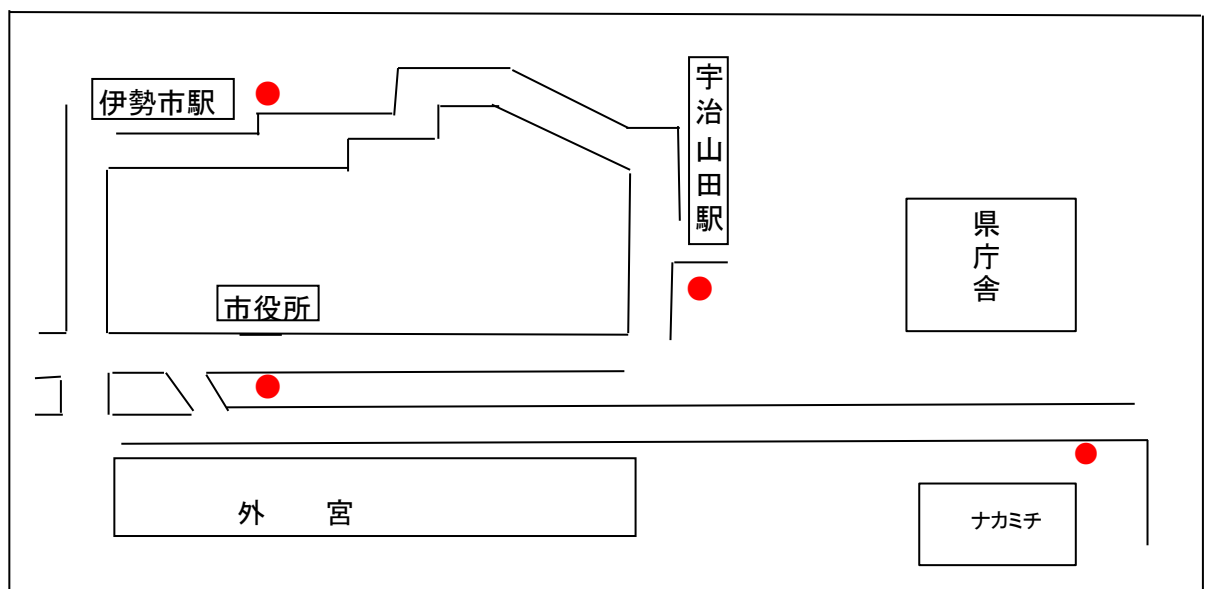 伊勢市駅
宇治山田駅
県庁舎
市役所
外　宮
ナカミチ